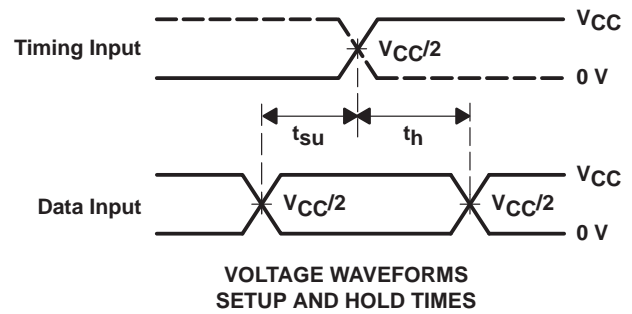 VCC
Timing Input
VCC/2
0 V
tsu
th
VCC
Data Input
VCC/2
VCC/2
0 V
VOLTAGE WAVEFORMS
SETUP AND HOLD TIMES